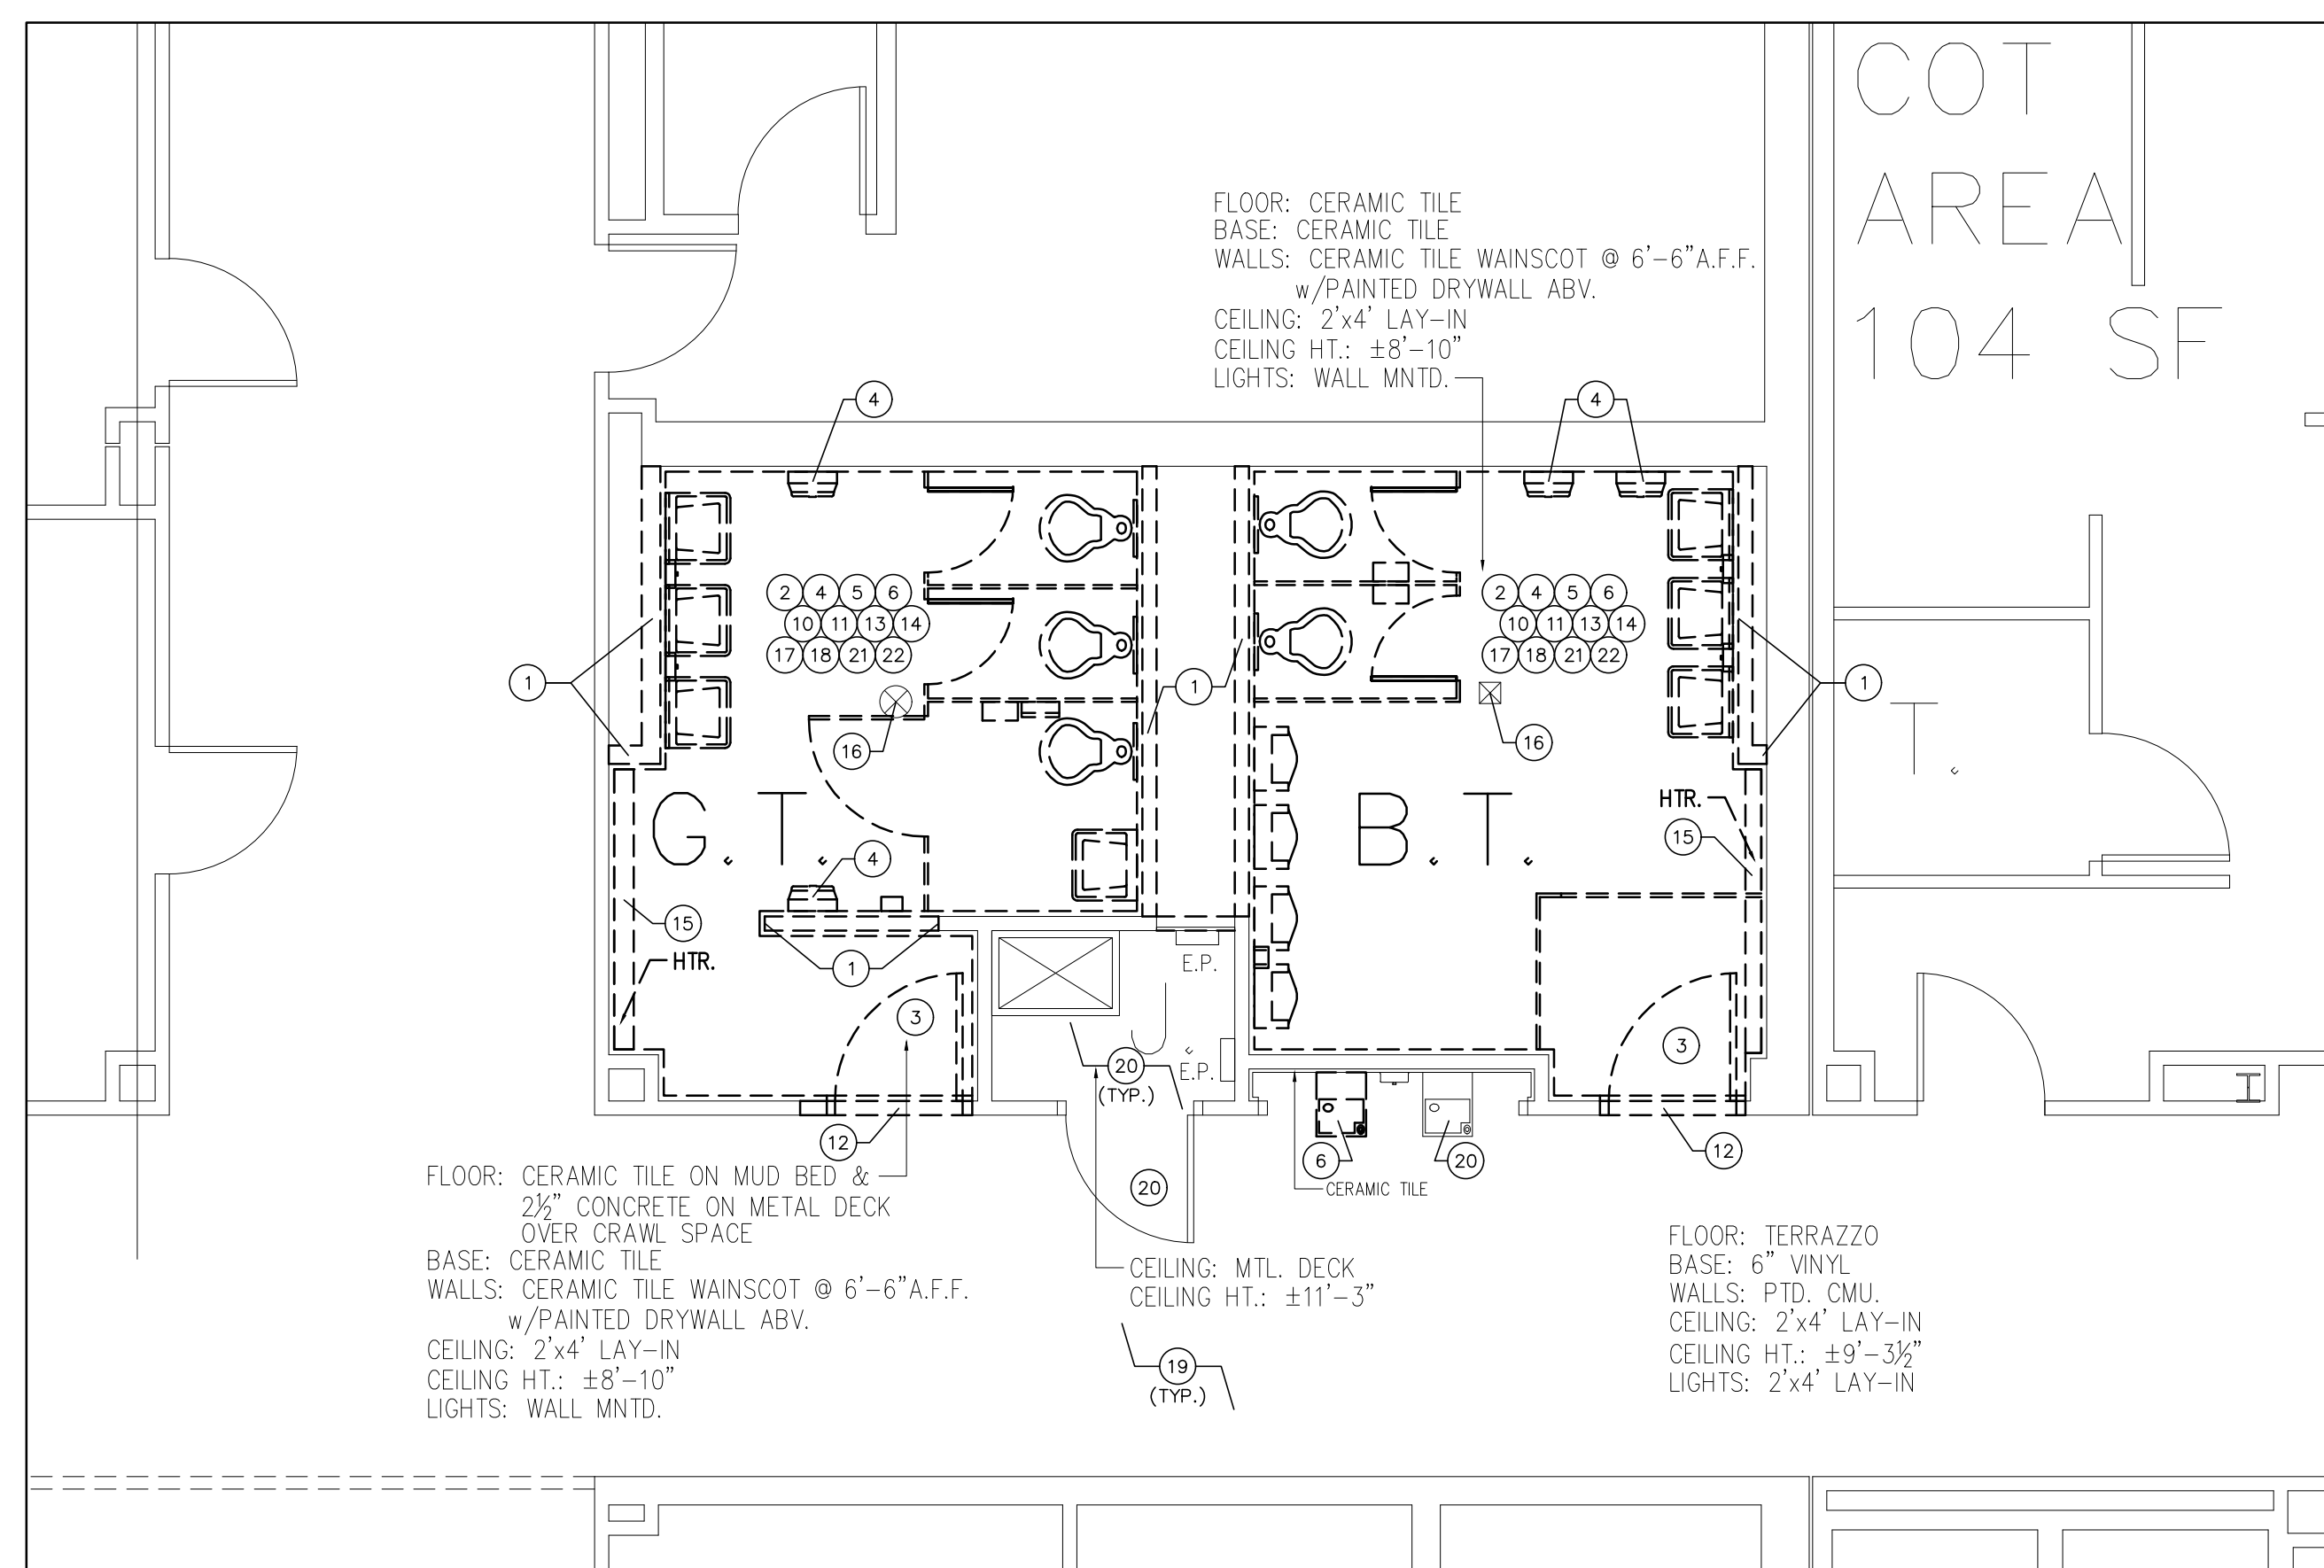 COT
AREA
104 SF
FLOOR: CERAMIC TILE
BASE: CERAMIC TILE
WALLS: CERAMIC TILE WAINSCOT @ 6'-6"A.F.F.
w/PAINTED DRYWALL ABV.
CEILING: 2'x4' LAY-IN
CEILING HT.: ±8'-10"
LIGHTS: WALL MNTD.
4
4
2 4 5 6
10 11 13 14
17 18 21 22
2 4 5 6
10 11 13 14
17 18 21 22
1
1
1
16
16
T.
G. T.
B. T.
HTR.
15
4
15
HTR.
1
E.P.
J.
E.P.
3
3
20
(TYP.)
12
6
20
12
20
CERAMIC TILE
FLOOR: CERAMIC TILE ON MUD BED &
2½" CONCRETE ON METAL DECK
OVER CRAWL SPACE
BASE: CERAMIC TILE
WALLS: CERAMIC TILE WAINSCOT @ 6'-6"A.F.F.
w/PAINTED DRYWALL ABV.
CEILING: 2'x4' LAY-IN
CEILING HT.: ±8'-10"
LIGHTS: WALL MNTD.
CEILING: MTL. DECK
CEILING HT.: ±11'-3"
19
(TYP.)
FLOOR: TERRAZZO
BASE: 6" VINYL
WALLS: PTD. CMU.
CEILING: 2'x4' LAY-IN
CEILING HT.: ±9'-3½"
LIGHTS: 2'x4' LAY-IN